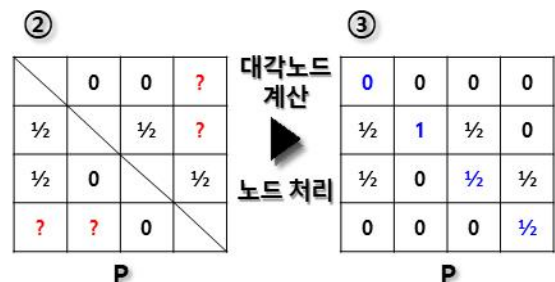 ②
0 0 ?
½ ½ ?
½ 0 ½
? ? 0
P
대각노드
계산
노드 처리
③
0 0 0 0
½ 1 ½ 0
½ 0 ½ ½
0 0 0 ½
P